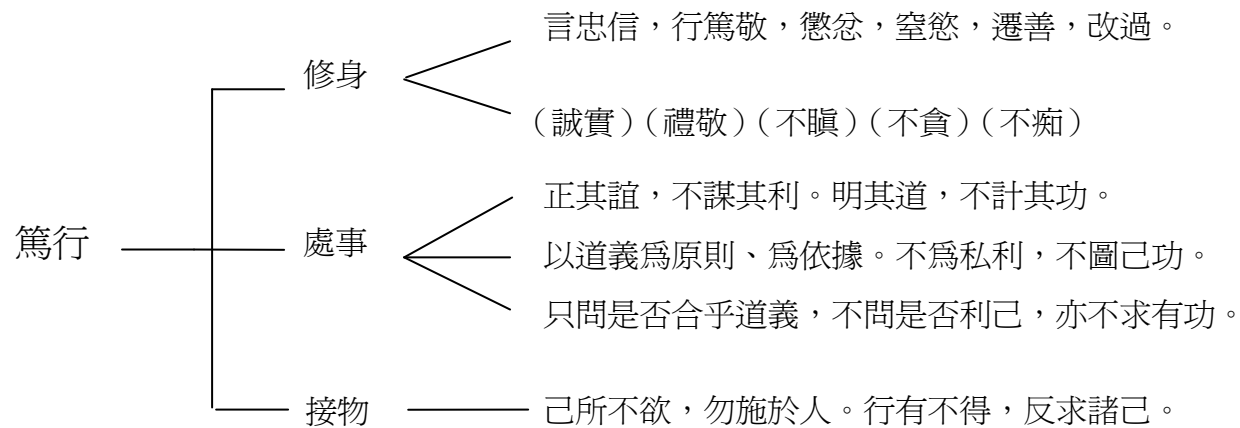 言忠信，行篤敬，懲忿，窒慾，遷善，改過。
修身
（誠實）（禮敬）（不瞋）（不貪）（不痴）
正其誼，不謀其利。明其道，不計其功。
篤行
處事
以道義爲原則、爲依據。不爲私利，不圖己功。
只問是否合乎道義，不問是否利己，亦不求有功。
接物
己所不欲，勿施於人。行有不得，反求諸己。